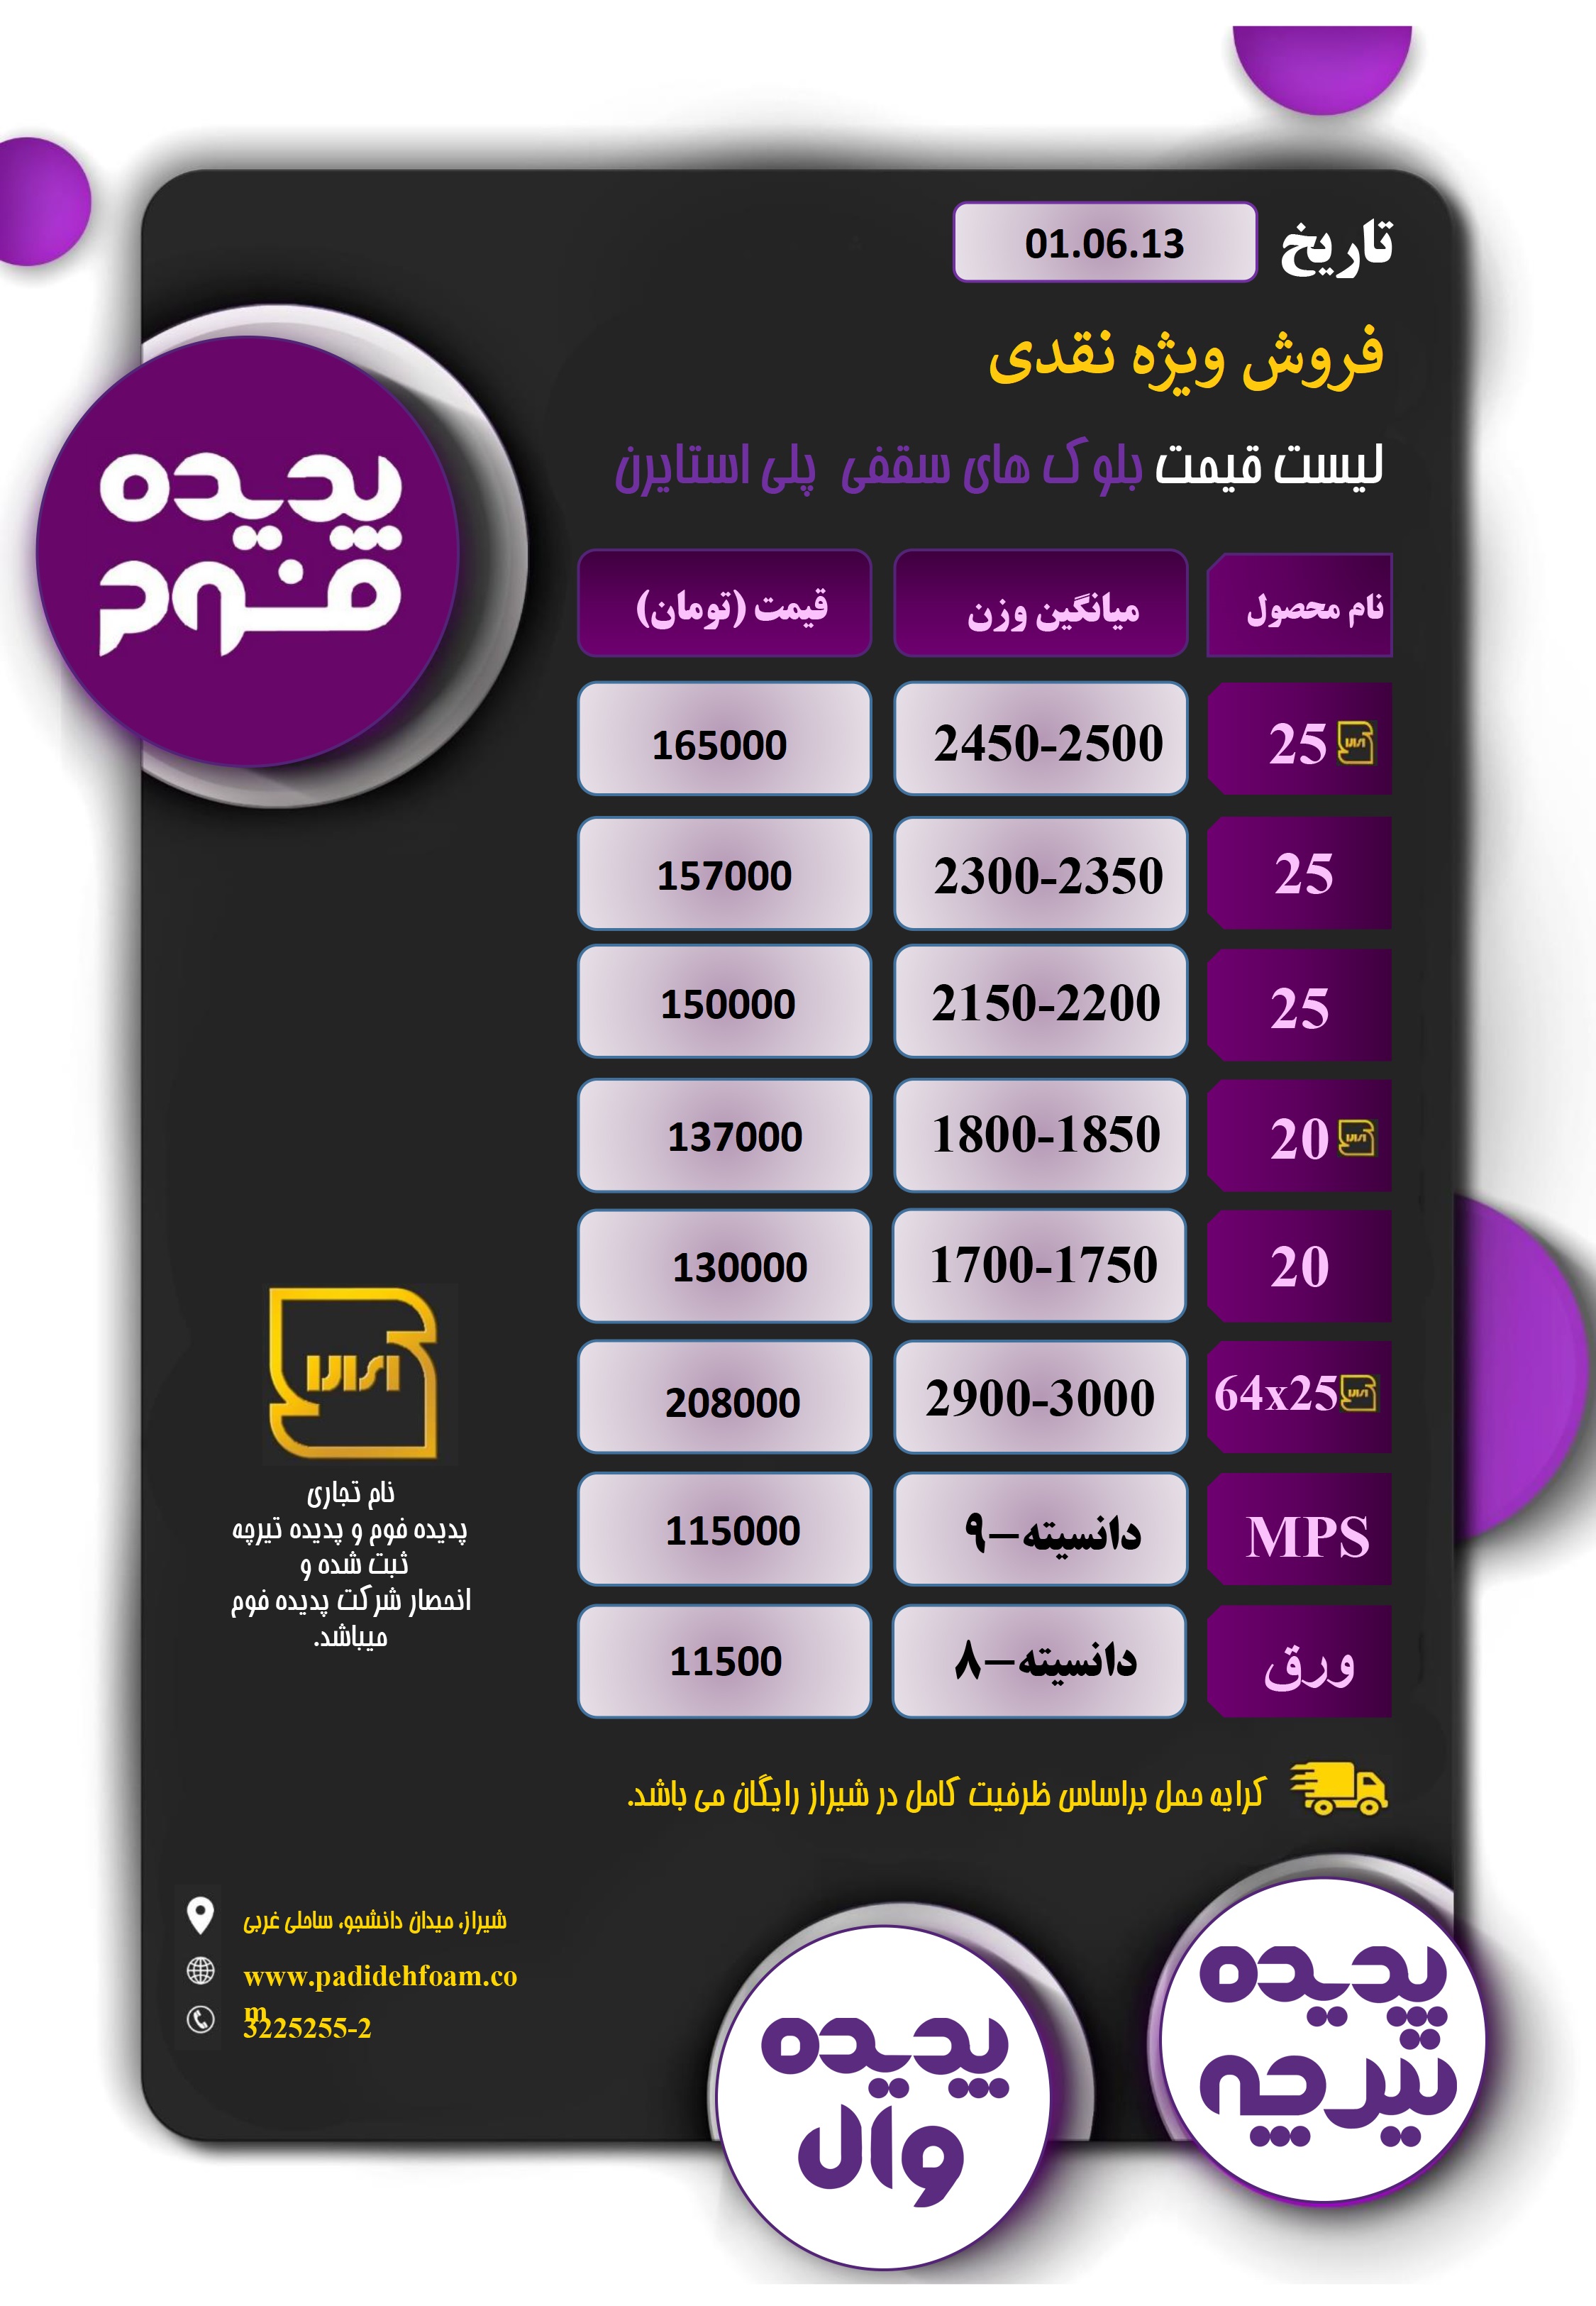 تاریخ 01.06.13
فروش ویژه نقدی
لیست قیمت بلوک های سقفی پلی استایرن
پدیده
فوم
نام محصول میانگین وزن قیمت (تومان)
25 2450-2500 165000
25 2300-2350 157000
25 2150-2200 150000
20 1800-1850 137000
20 1700-1750 130000
64x25 2900-3000 208000
MPS دانسیته-۹ 115000
ورق دانسیته-۸ 11500
نام تجاری
پدیده فوم و پدیده تیرچه
ثبت شده و
انحصار شرکت پدیده فوم
میباشد.
کرایه حمل براساس ظرفیت کامل در شیراز رایگان می باشد.
شیراز، میدان دانشجو، ساحلی غربی
www.padidehfoam.co
m
3225255-2
پدیده
تیرچه
پدیده
وال